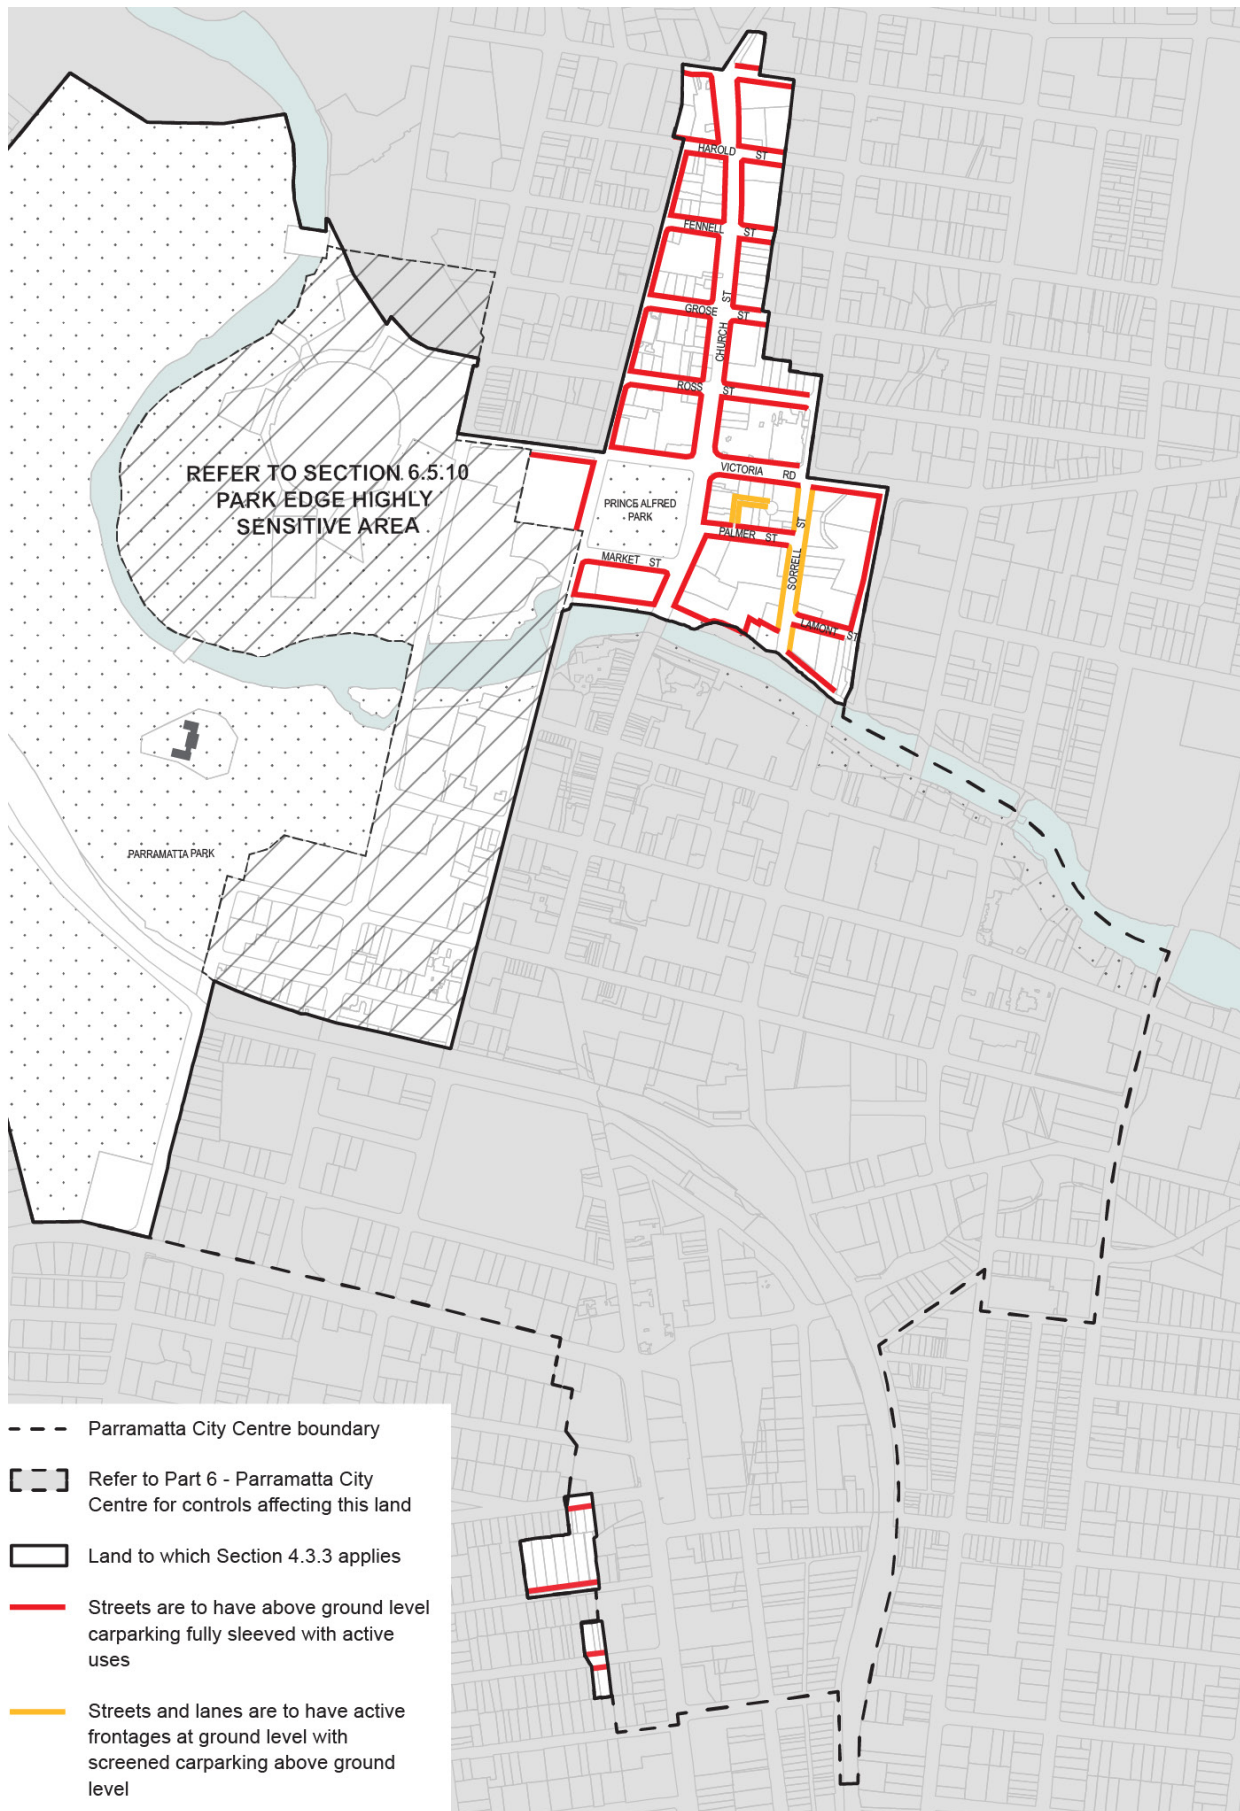 HAROLD ST
FENNELL ST
GROSE ST
CHURCH ST
ROSS ST
REFER TO SECTION 6.5.10
PARK EDGE HIGHLY
SENSITIVE AREA
VICTORIA RD
PRINCE ALFRED
PARK
PALMER ST
SORRELL ST
MARKET ST
LAMONT ST
PARRAMATTA PARK
Parramatta City Centre boundary
Refer to Part 6 - Parramatta City
Centre for controls affecting this land
Land to which Section 4.3.3 applies
Streets are to have above ground level
carparking fully sleeved with active
uses
Streets and lanes are to have active
frontages at ground level with
screened carparking above ground
level